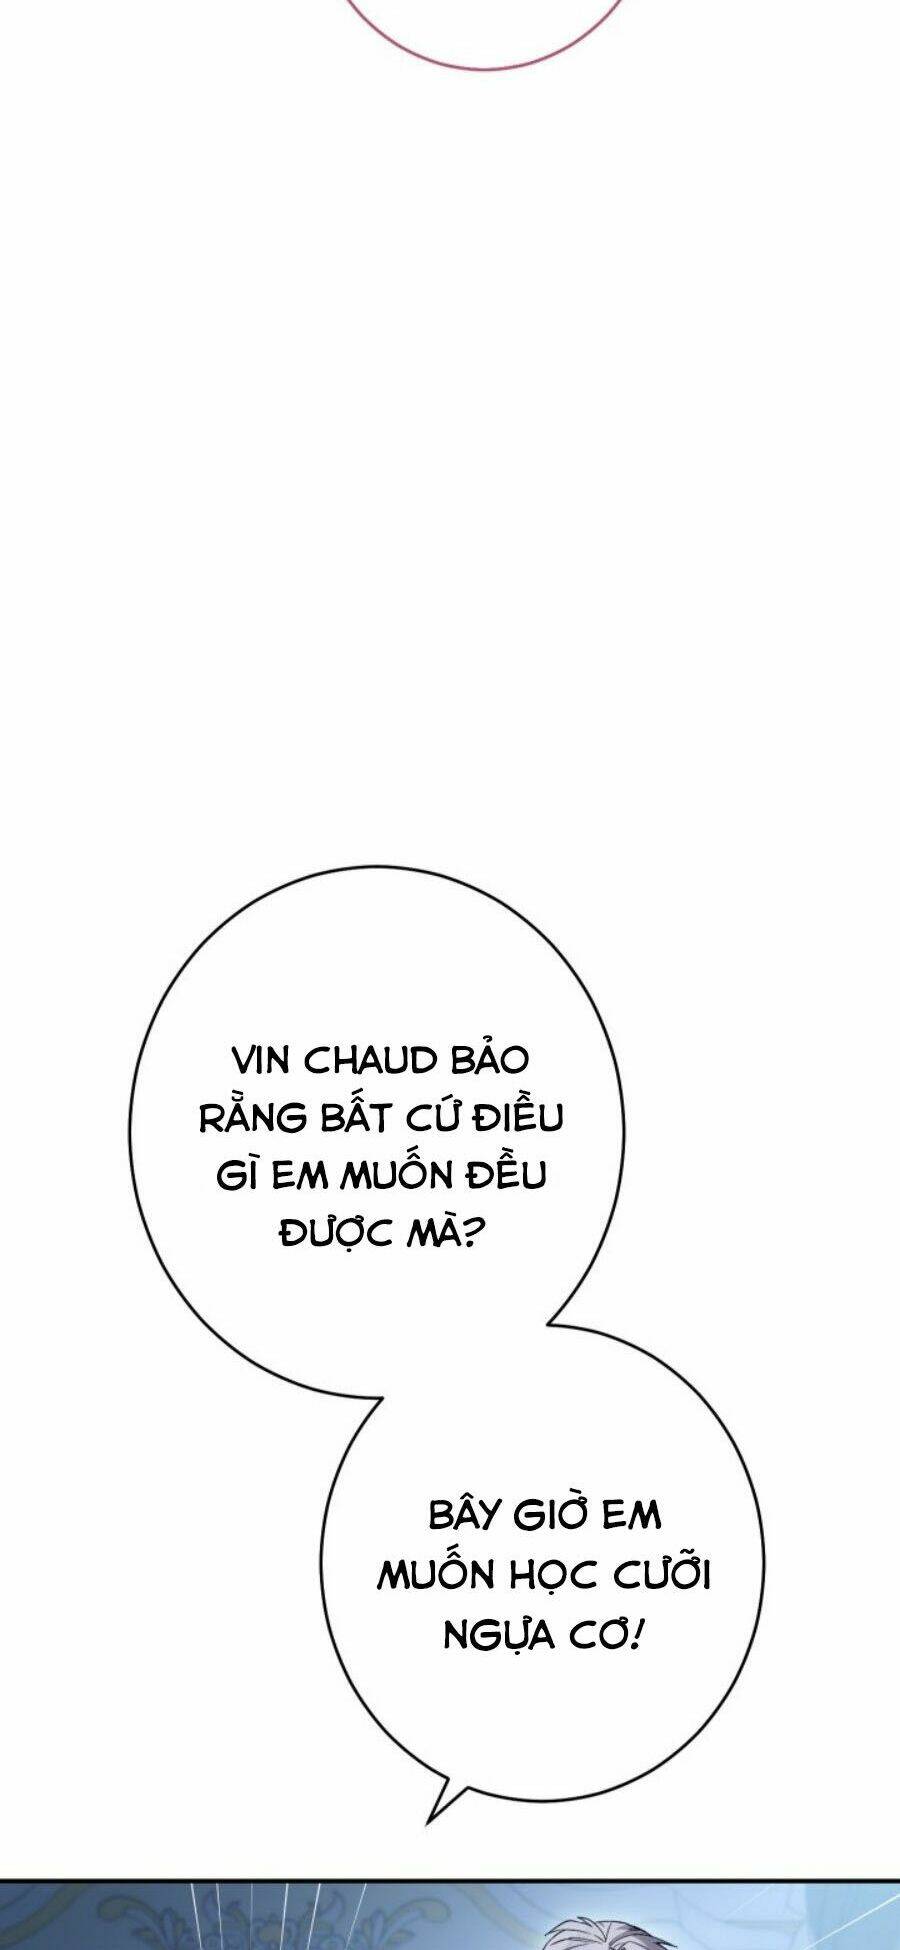 VIN CHAUD BẢO
RẰNG BẤT CỨ ĐIỀU
GÌ EM MUỐN ĐỀU
ĐƯỢC MÀ?
BÂY GIỜ EM
MUỐN HỌC CƯỠI
NGỰA CƠ!